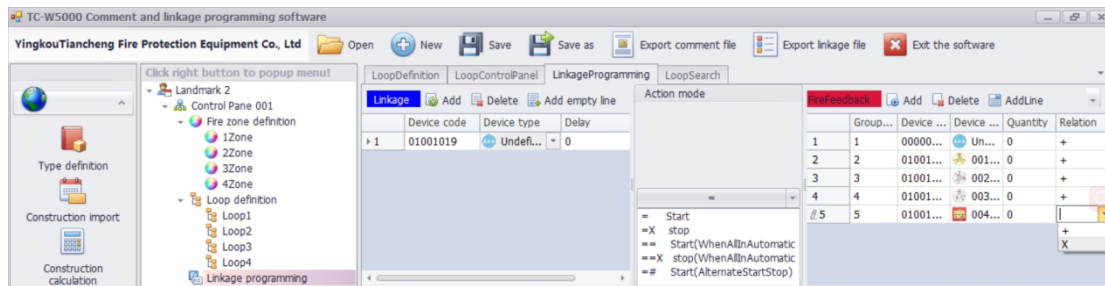 TC-W5000 Comment and linkage programming software
YingkouTiancheng Fire Protection Equipment Co., Ltd Open New Save Save as Export comment file Export linkage file Exit the software
Click right button to popup menu!
Landmark 2
Control Pane 001
Fire zone definition
1Zone
2Zone
3Zone
4Zone
Loop definition
Loop1
Loop2
Loop3
Loop4
Linkage programming
Type definition
Construction import
Construction calculation
LoopDefinition LoopControlPanel LinkageProgramming LoopSearch
Linkage Add Delete Add empty line
Device code Device type Delay
1 01001019 Undefi... 0
Action mode
=
= Start
=X stop
== Start(WhenAllInAutomatic
==X stop(WhenAllInAutomatic
=# Start(AlternateStartStop)
FireFeedback Add Delete AddLine
Group... Device ... Device ... Quantity Relation
1 1 00000... Un... 0 +
2 2 01001... 001... 0 +
3 3 01001... 002... 0 +
4 4 01001... 003... 0 +
5 5 01001... 004... 0
+
X